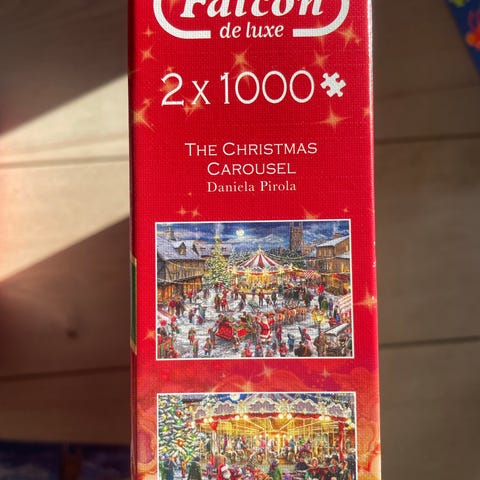 Falcon
de luxe
2 x 1000
THE CHRISTMAS
CAROUSEL
Daniela Pirola